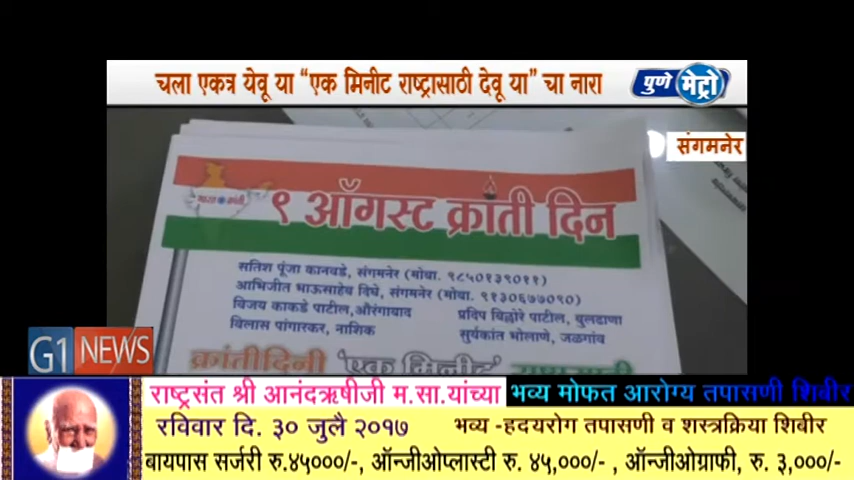 चला एकत्र येवू या “एक मिनीट राष्ट्रासाठी देवू या” चा नारा
पुणे मेट्रो
संगमनेर
९ ऑगस्ट क्रांती दिन
सतिश पूंजा कानवडे, संगमनेर (मोबा. ९८५०१३९०११)
आभिजीत भाऊसाहेब दिघे, संगमनेर (मोबा. ९१३०६७७०९०)
विजय काकडे पाटील,औरंगाबाद
प्रदिप बिल्लोरे पाटील, बुलढाणा
विलास पांगारकर, नाशिक
सुर्यकांत भोलाणे, जळगांव
क्रांतीदिनी 'एक मिनीट'
G1 NEWS
राष्ट्रसंत श्री आनंदऋषीजी म.सा.यांच्या
भव्य मोफत आरोग्य तपासणी शिबीर
रविवार दि. ३० जुलै २०१७
भव्य -हदयरोग तपासणी व शस्त्रक्रिया शिबीर
बायपास सर्जरी रु.४५०००/-, ऑन्जीओप्लास्टी रु. ४५,०००/- , ऑन्जीओग्राफी, रु. ३,०००/-